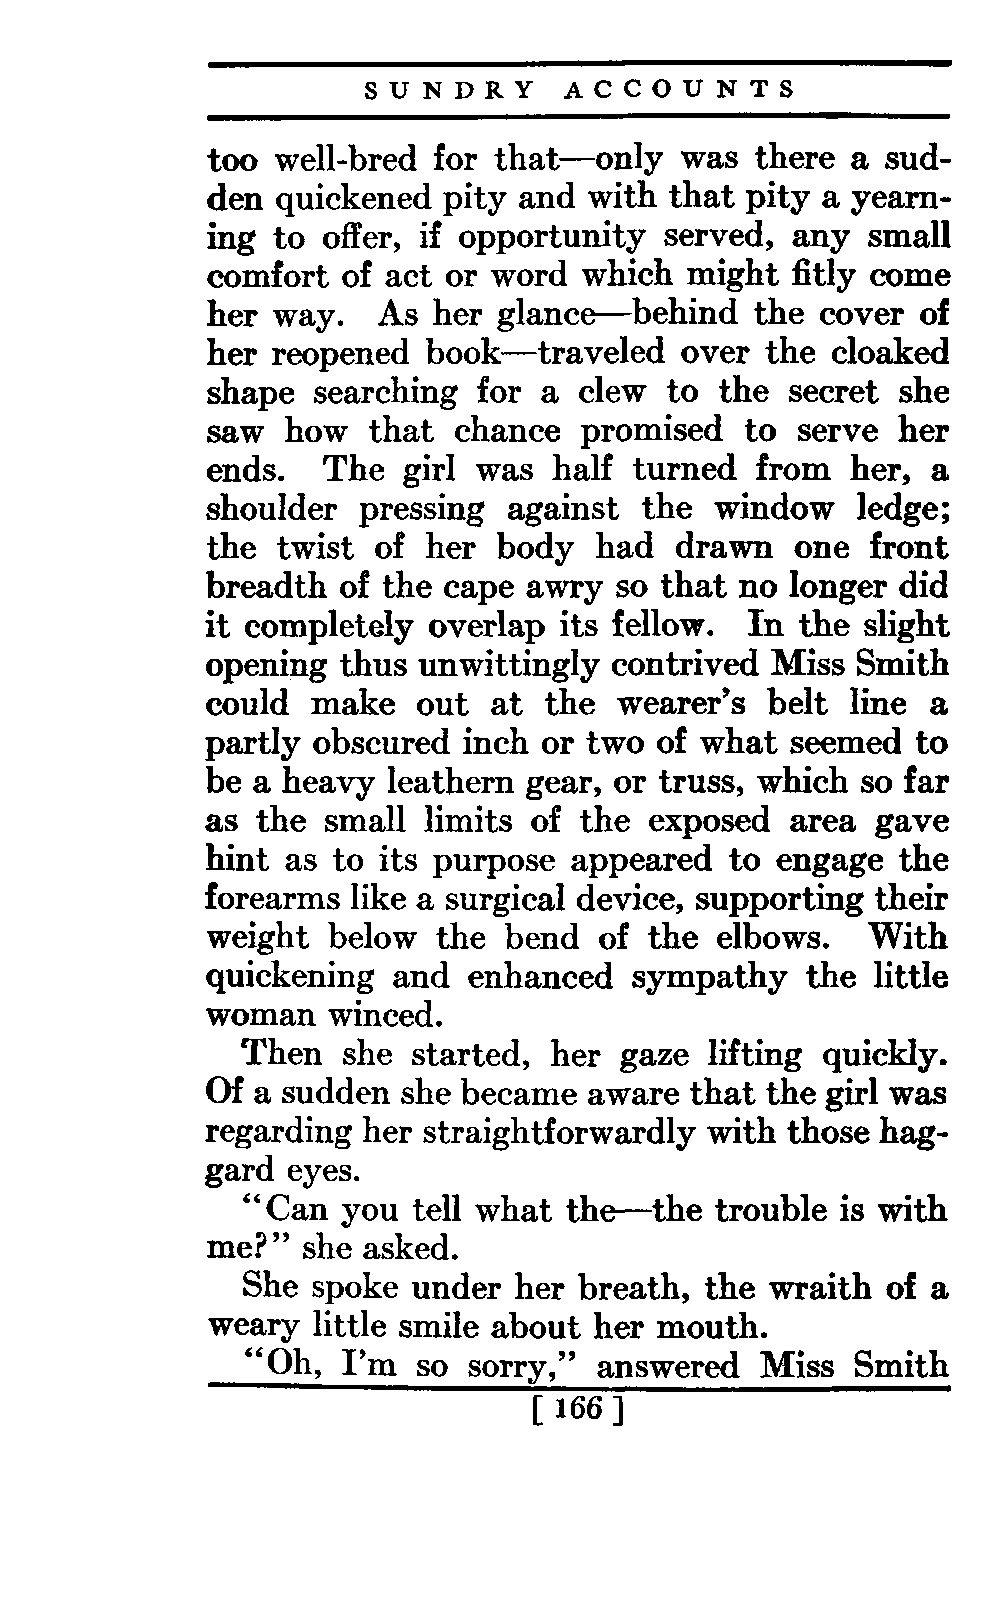 SUNDRY ACCOUNTS
too well-bred for that—only was there a sud-
den quickened pity and with that pity a yearn-
ing to offer, if opportunity served, any small
comfort of act or word which might fitly come
her way. As her glance—behind the cover of
her reopened book—traveled over the cloaked
shape searching for a clew to the secret she
saw how that chance promised to serve her
ends. The girl was half turned from her, a
shoulder pressing against the window ledge;
the twist of her body had drawn one front
breadth of the cape awry so that no longer did
it completely overlap its fellow. In the slight
opening thus unwittingly contrived Miss Smith
could make out at the wearer's belt line a
partly obscured inch or two of what seemed to
be a heavy leathern gear, or truss, which so far
as the small limits of the exposed area gave
hint as to its purpose appeared to engage the
forearms like a surgical device, supporting their
weight below the bend of the elbows. With
quickening and enhanced sympathy the little
woman winced.
Then she started, her gaze lifting quickly.
Of a sudden she became aware that the girl was
regarding her straightforwardly with those hag-
gard eyes.
“Can you tell what the—the trouble is with
me?” she asked.
She spoke under her breath, the wraith of a
weary little smile about her mouth.
“Oh, I'm so sorry,” answered Miss Smith
[ 166 ]